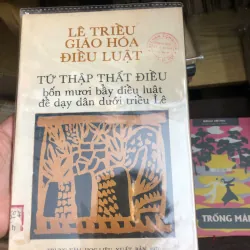 LÊ TRIỀU
GIÁO HÓA
ĐIỀU LUẬT
TỨ THẬP THẤT ĐIỀU
bốn mươi bảy điều luật
để dạy dân dưới triều Lê
TRỐNG MÁI